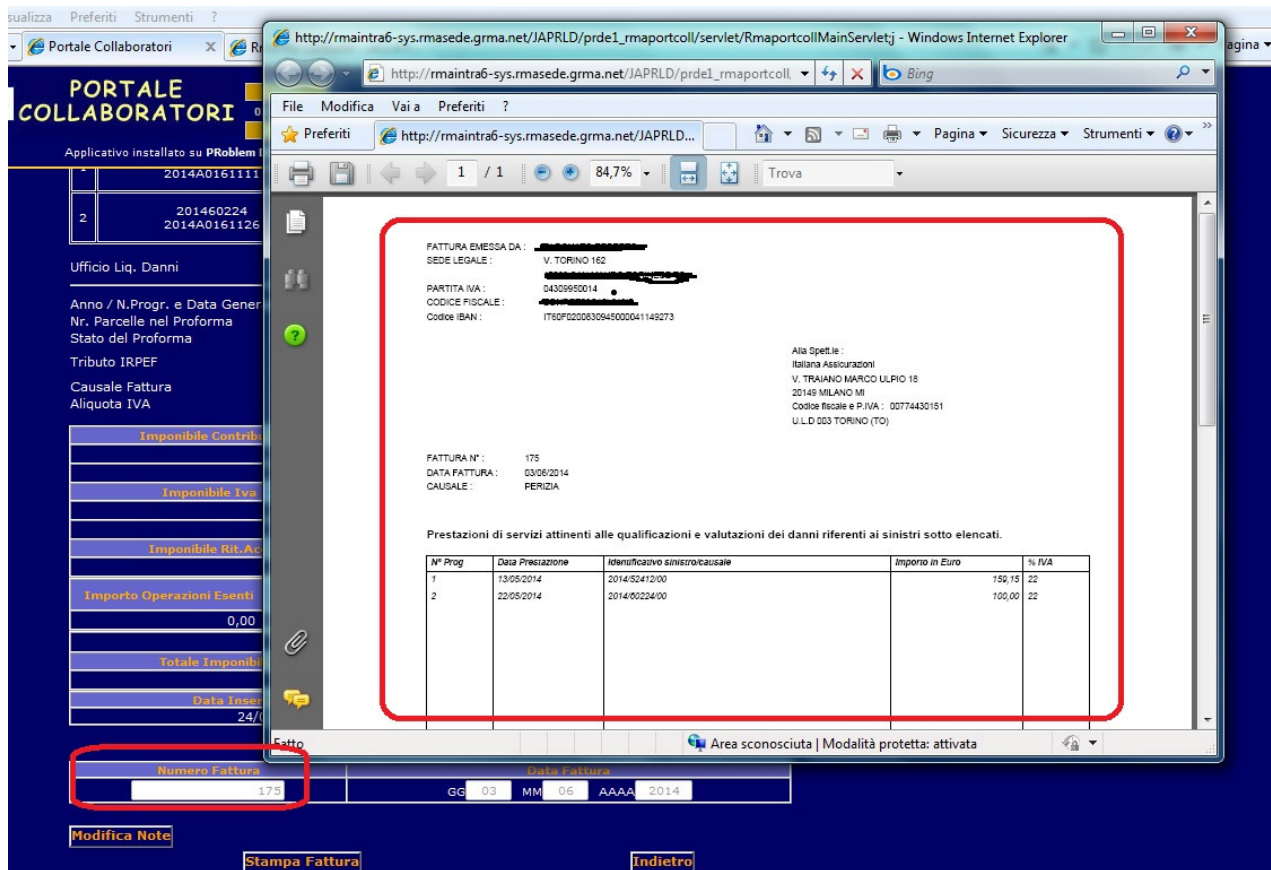 sualizza Preferiti Strumenti ?
Portale Collaboratori X
PORTALE
COLLABORATORI
Applicativo installato su PRoblem
2014A0161111
2 201460224
2014A0161126
Ufficio Liq. Danni
Anno / N.Progr. e Data Gener
Nr. Parcelle nel Proforma
Stato del Proforma
Tributo IRPEF
Causale Fattura
Aliquota IVA
Imponibile Contribu
Imponibile Iva
Imponibile Rit.Ac
Importo Operazioni Esenti
0,00
Totale Imponibi
Data Inser
24/0
Numero Fattura Data Fattura
175 GG 03 MM 06 AAAA 2014
Modifica Note
Stampa Fattura Indietro
http://rmaintra6-sys.rmasede.grma.net/JAPRLD/prde1_rmaportcoll/servlet/RmaportcollMainServlet;j - Windows Internet Explorer
http://rmaintra6-sys.rmasede.grma.net/JAPRLD/prde1_rmaportcoll, Bing
agina
File Modifica Vai a Preferiti ?
Preferiti http://rmaintra6-sys.rmasede.grma.net/JAPRLD... Pagina Sicurezza Strumenti
1 / 1 84,7% Trova
FATTURA EMESSA DA :
SEDE LEGALE : V. TORINO 162
PARTITA IVA : 04309950014
CODICE FISCALE :
Codice IBAN : IT60F0200830945000041149273
Alla Spett.le :
Italiana Assicurazioni
V. TRAIANO MARCO ULPIO 18
20149 MILANO MI
Codice fiscale e P.IVA : 00774430151
U.L.D 003 TORINO (TO)
FATTURA N° : 175
DATA FATTURA : 03/06/2014
CAUSALE : PERIZIA
Prestazioni di servizi attinenti alle qualificazioni e valutazioni dei danni riferenti ai sinistri sotto elencati.
N° Prog Data Prestazione Identificativo sinistro/causale Importo in Euro % IVA
1 13/05/2014 2014/52412/00 159,15 22
2 22/05/2014 2014/60224/00 100,00 22
Fatto Area sconosciuta | Modalità protetta: attivata